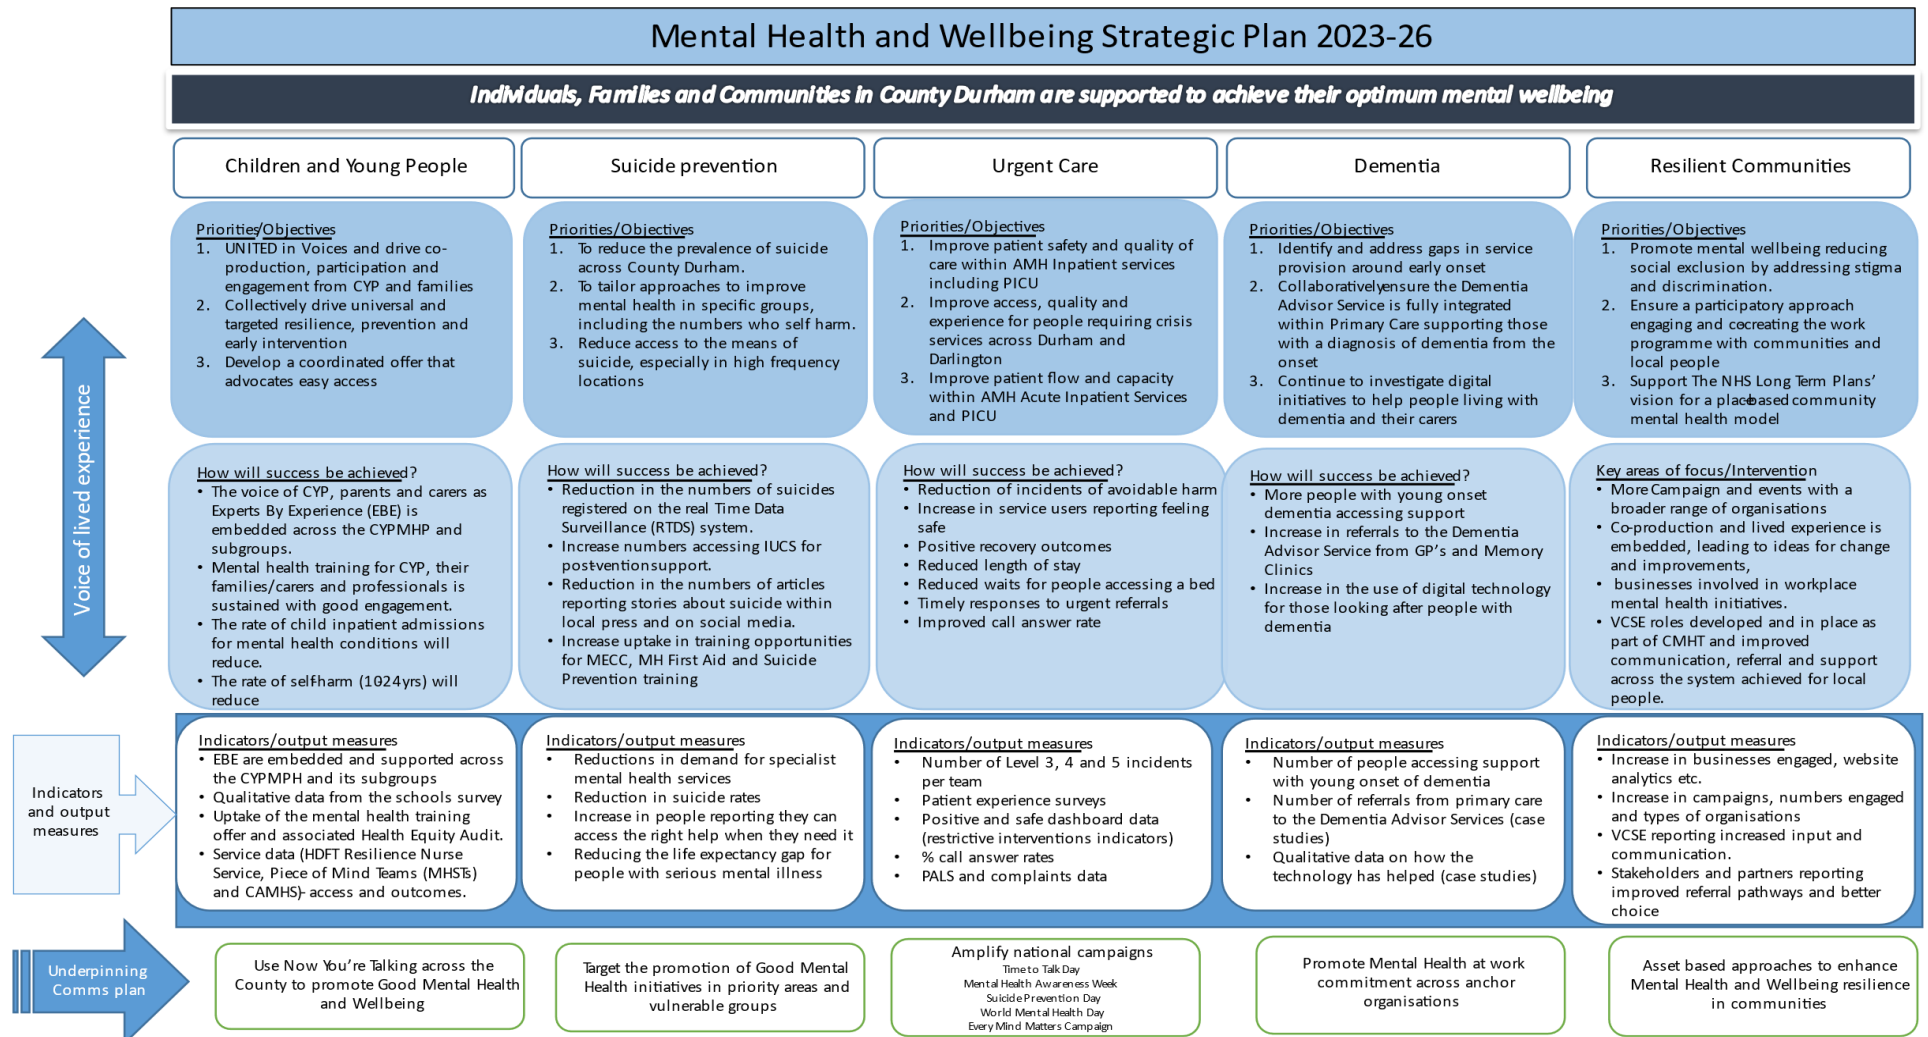 Mental Health and Wellbeing Strategic Plan 2023-26
Individuals, Families and Communities in County Durham are supported to achieve their optimum mental wellbeing
Children and Young People
Suicide prevention
Urgent Care
Dementia
Resilient Communities
Voice of lived experience
Priorities/Objectives
1. UNITED in Voices and drive co-
production, participation and
engagement from CYP and families
2. Collectively drive universal and
targeted resilience, prevention and
early intervention
3. Develop a coordinated offer that
advocates easy access
Priorities/Objectives
1. To reduce the prevalence of suicide
across County Durham.
2. To tailor approaches to improve
mental health in specific groups,
including the numbers who self harm.
3. Reduce access to the means of
suicide, especially in high frequency
locations
Priorities/Objectives
1. Improve patient safety and quality of
care within AMH Inpatient services
including PICU
2. Improve access, quality and
experience for people requiring crisis
services across Durham and
Darlington
3. Improve patient flow and capacity
within AMH Acute Inpatient Services
and PICU
Priorities/Objectives
1. Identify and address gaps in service
provision around early onset
2. Collaboratively ensure the Dementia
Advisor Service is fully integrated
within Primary Care supporting those
with a diagnosis of dementia from the
onset
3. Continue to investigate digital
initiatives to help people living with
dementia and their carers
Priorities/Objectives
1. Promote mental wellbeing reducing
social exclusion by addressing stigma
and discrimination.
2. Ensure a participatory approach
engaging and co-creating the work
programme with communities and
local people
3. Support The NHS Long Term Plans'
vision for a place-based community
mental health model
How will success be achieved?
• The voice of CYP, parents and carers as
Experts By Experience (EBE) is
embedded across the CYPMHP and
subgroups.
• Mental health training for CYP, their
families/carers and professionals is
sustained with good engagement.
• The rate of child inpatient admissions
for mental health conditions will
reduce.
• The rate of self-harm (10-24yrs) will
reduce
How will success be achieved?
• Reduction in the numbers of suicides
registered on the real Time Data
Surveillance (RTDS) system.
• Increase numbers accessing IUCS for
post-vention support.
• Reduction in the numbers of articles
reporting stories about suicide within
local press and on social media.
• Increase uptake in training opportunities
for MECC, MH First Aid and Suicide
Prevention training
How will success be achieved?
• Reduction of incidents of avoidable harm
• Increase in service users reporting feeling
safe
• Positive recovery outcomes
• Reduced length of stay
• Reduced waits for people accessing a bed
• Timely responses to urgent referrals
• Improved call answer rate
How will success be achieved?
• More people with young onset
dementia accessing support
• Increase in referrals to the Dementia
Advisor Service from GP's and Memory
Clinics
• Increase in the use of digital technology
for those looking after people with
dementia
Key areas of focus/Intervention
• More Campaign and events with a
broader range of organisations
• Co-production and lived experience is
embedded, leading to ideas for change
and improvements,
• businesses involved in workplace
mental health initiatives.
• VCSE roles developed and in place as
part of CMHT and improved
communication, referral and support
across the system achieved for local
people.
Indicators
and output
measures
Indicators/output measures
• EBE are embedded and supported across
the CYPMPH and its subgroups
• Qualitative data from the schools survey
• Uptake of the mental health training
offer and associated Health Equity Audit.
• Service data (HDFT Resilience Nurse
Service, Piece of Mind Teams (MHSTs)
and CAMHS)- access and outcomes.
Indicators/output measures
• Reductions in demand for specialist
mental health services
• Reduction in suicide rates
• Increase in people reporting they can
access the right help when they need it
• Reducing the life expectancy gap for
people with serious mental illness
Indicators/output measures
• Number of Level 3, 4 and 5 incidents
per team
• Patient experience surveys
• Positive and safe dashboard data
(restrictive interventions indicators)
• % call answer rates
• PALS and complaints data
Indicators/output measures
• Number of people accessing support
with young onset of dementia
• Number of referrals from primary care
to the Dementia Advisor Services (case
studies)
• Qualitative data on how the
technology has helped (case studies)
Indicators/output measures
• Increase in businesses engaged, website
analytics etc.
• Increase in campaigns, numbers engaged
and types of organisations
• VCSE reporting increased input and
communication.
• Stakeholders and partners reporting
improved referral pathways and better
choice
Underpinning
Comms plan
Use Now You're Talking across the
County to promote Good Mental Health
and Wellbeing
Target the promotion of Good Mental
Health initiatives in priority areas and
vulnerable groups
Amplify national campaigns
Time to Talk Day
Mental Health Awareness Week
Suicide Prevention Day
World Mental Health Day
Every Mind Matters Campaign
Promote Mental Health at work
commitment across anchor
organisations
Asset based approaches to enhance
Mental Health and Wellbeing resilience
in communities